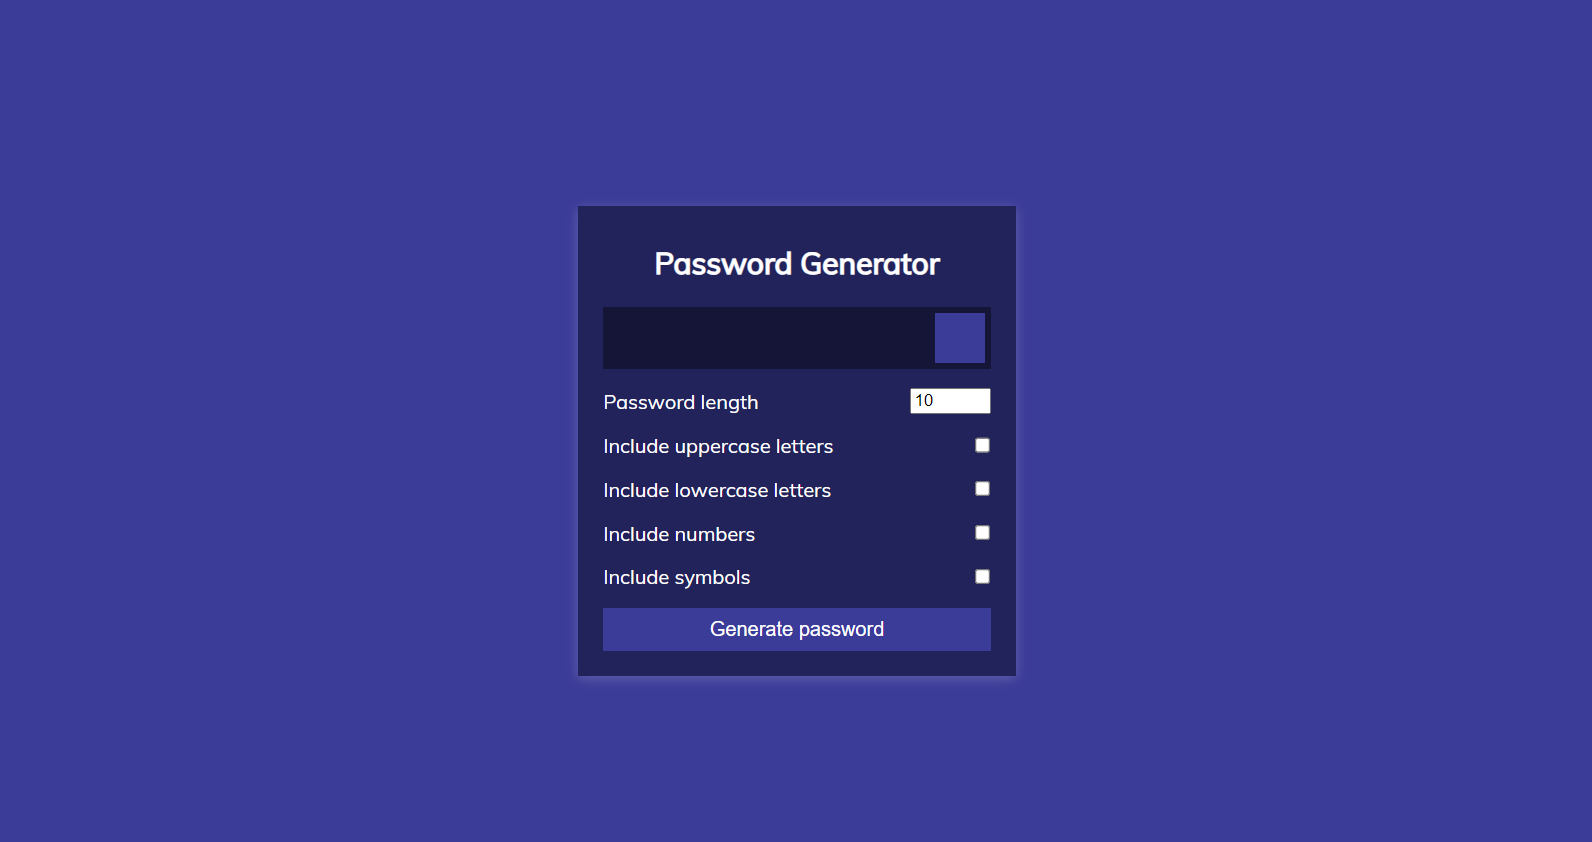 Password Generator
Password length 10
Include uppercase letters
Include lowercase letters
Include numbers
Include symbols
Generate password